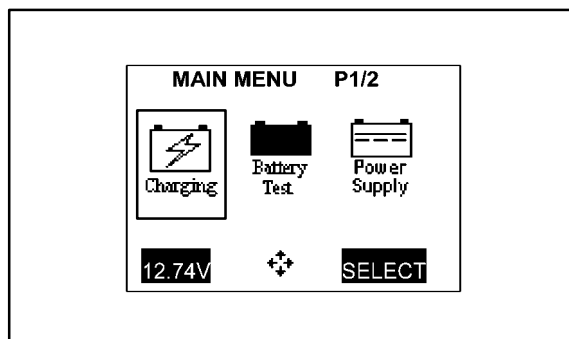 MAIN MENU P1/2
Charging
Battery
Test
Power
Supply
12.74V SELECT